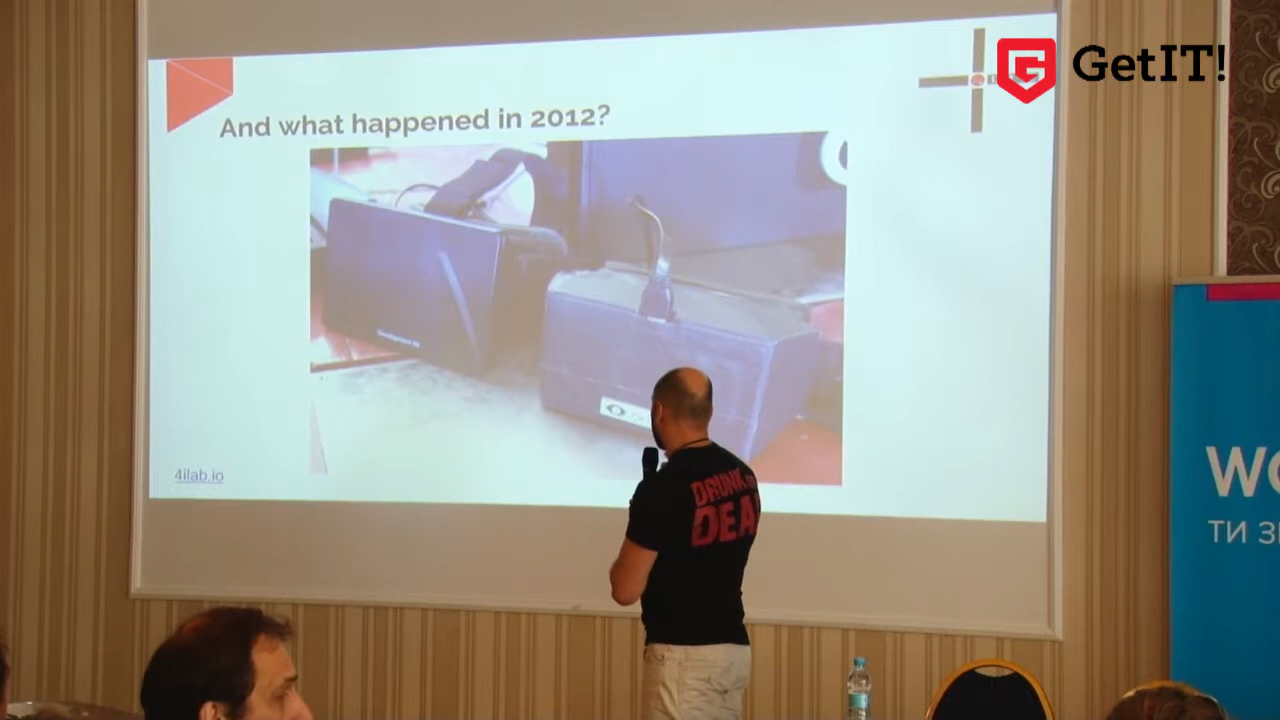 GetIT!
And what happened in 2012?
4ilab.io
DRUNK
DEA
WO
ТИ З